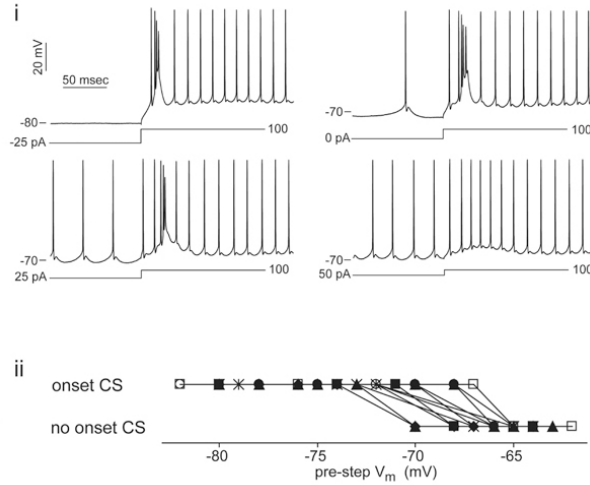 i
20 mV
50 msec
-80
-25 pA
100
-70
0 pA
100
-70
25 pA
100
-70
50 pA
100
ii
onset CS
no onset CS
-80 -75 -70 -65
pre-step Vm (mV)